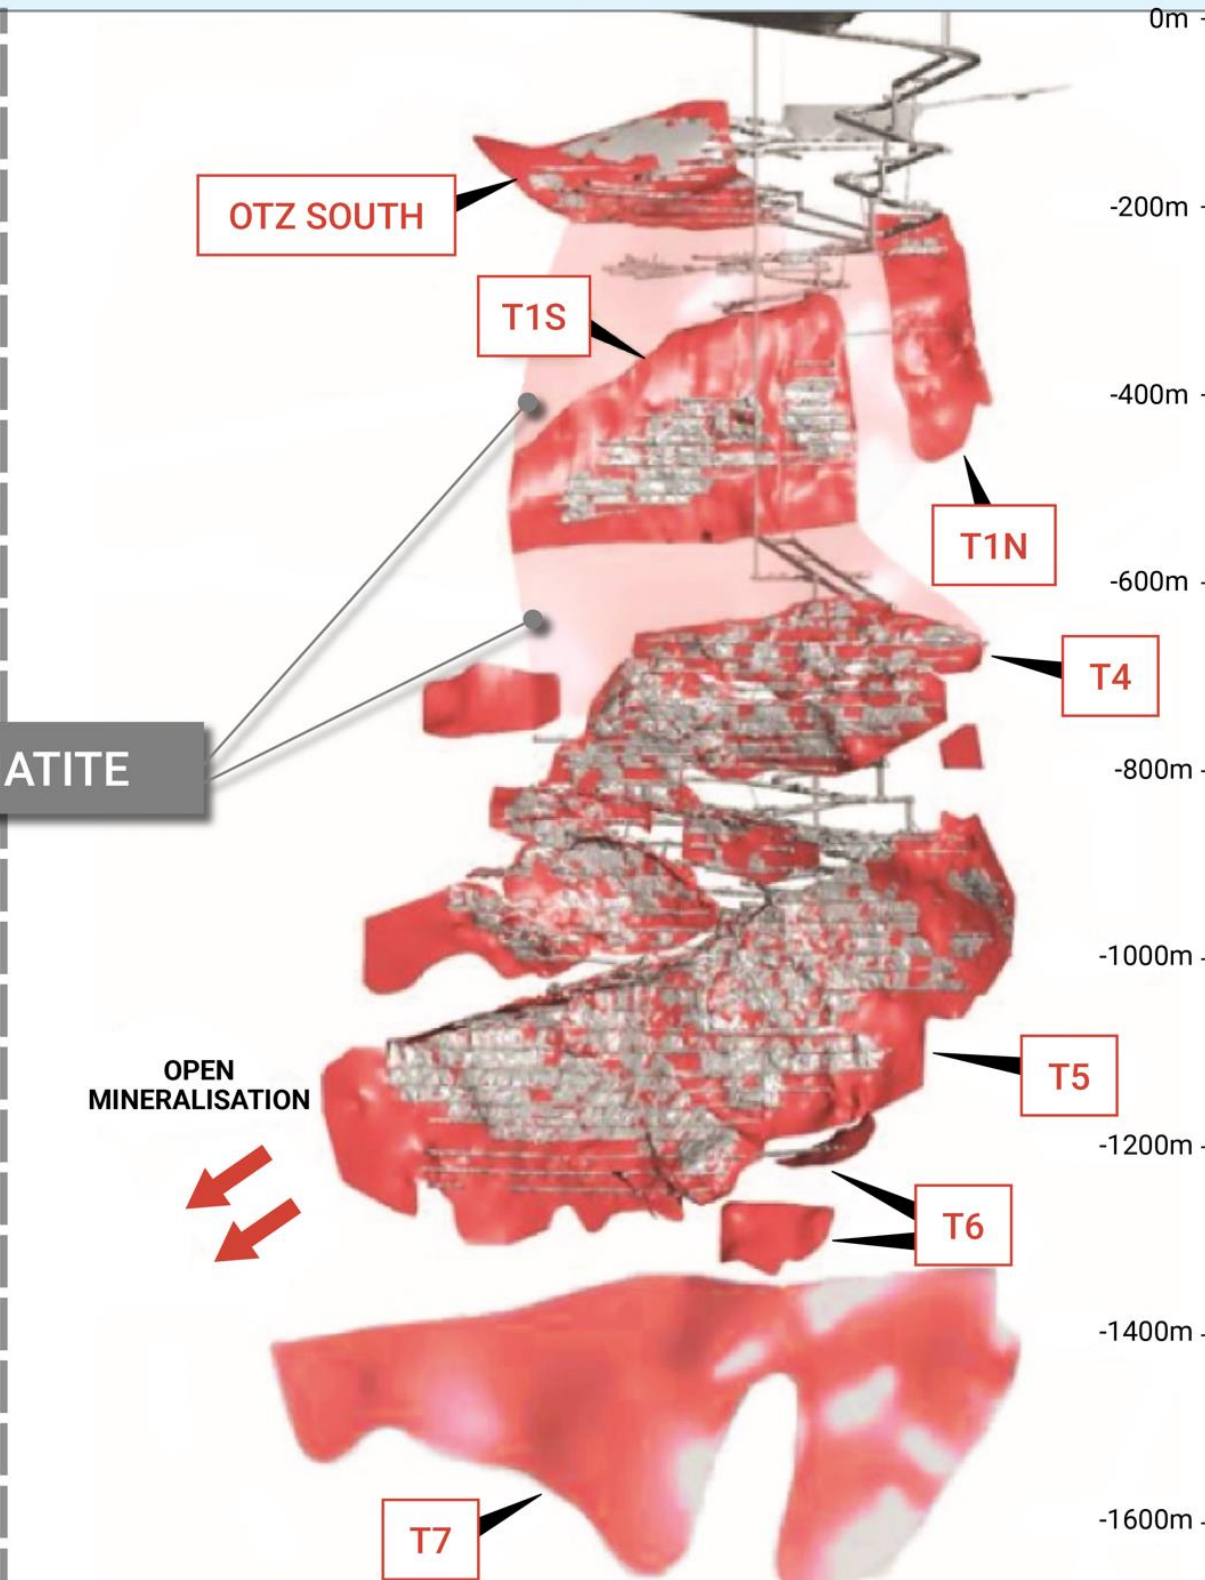 0m
OTZ SOUTH
-200m
T1S
-400m
T1N
-600m
T4
ATITE
-800m
-1000m
OPEN
MINERALISATION
T5
-1200m
T6
-1400m
T7
-1600m